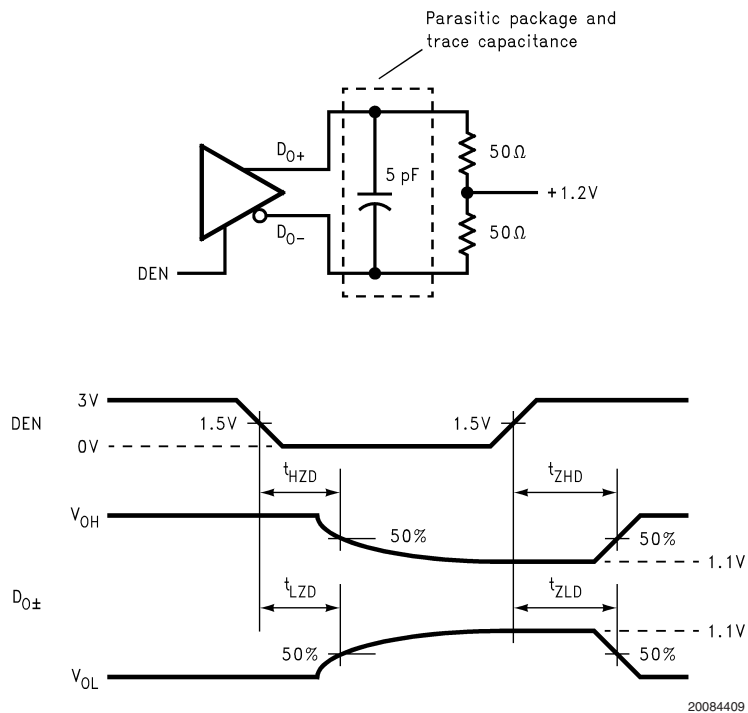 Parasitic package and
trace capacitance
D_O+
50Ω
5 pF
+1.2V
50Ω
D_O−
DEN
3V
DEN
1.5V
1.5V
0V
t_HZD
t_ZHD
V_OH
50%
50%
1.1V
D_O±
t_LZD
t_ZLD
1.1V
50%
50%
V_OL
20084409